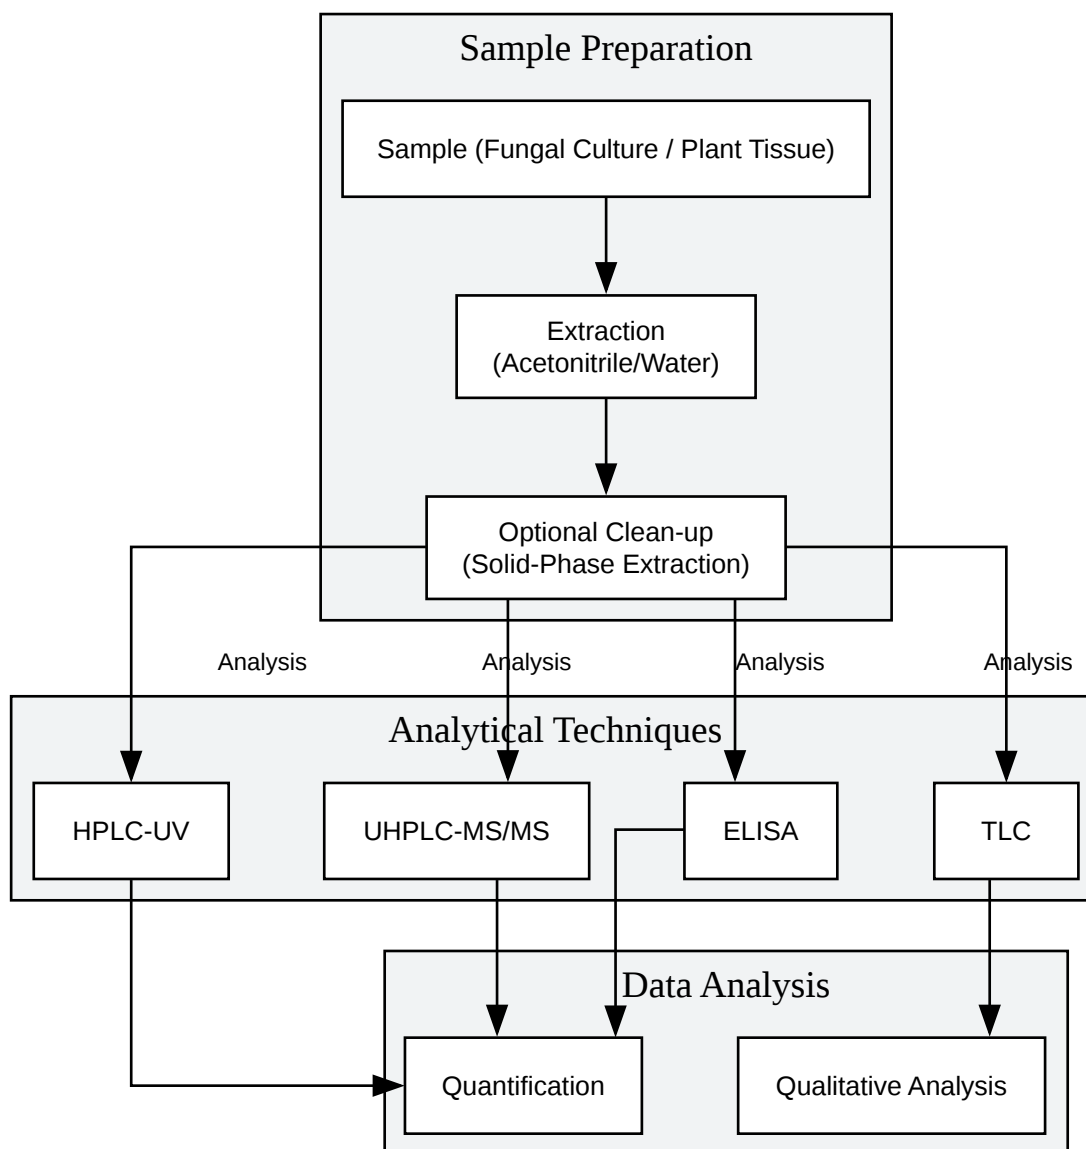 Sample Preparation
Sample (Fungal Culture / Plant Tissue)
Extraction
(Acetonitrile/Water)
Optional Clean-up
(Solid-Phase Extraction)
Analysis
Analysis
Analysis
Analysis
Analytical Techniques
HPLC-UV
UHPLC-MS/MS
ELISA
TLC
Data Analysis
Quantification
Qualitative Analysis